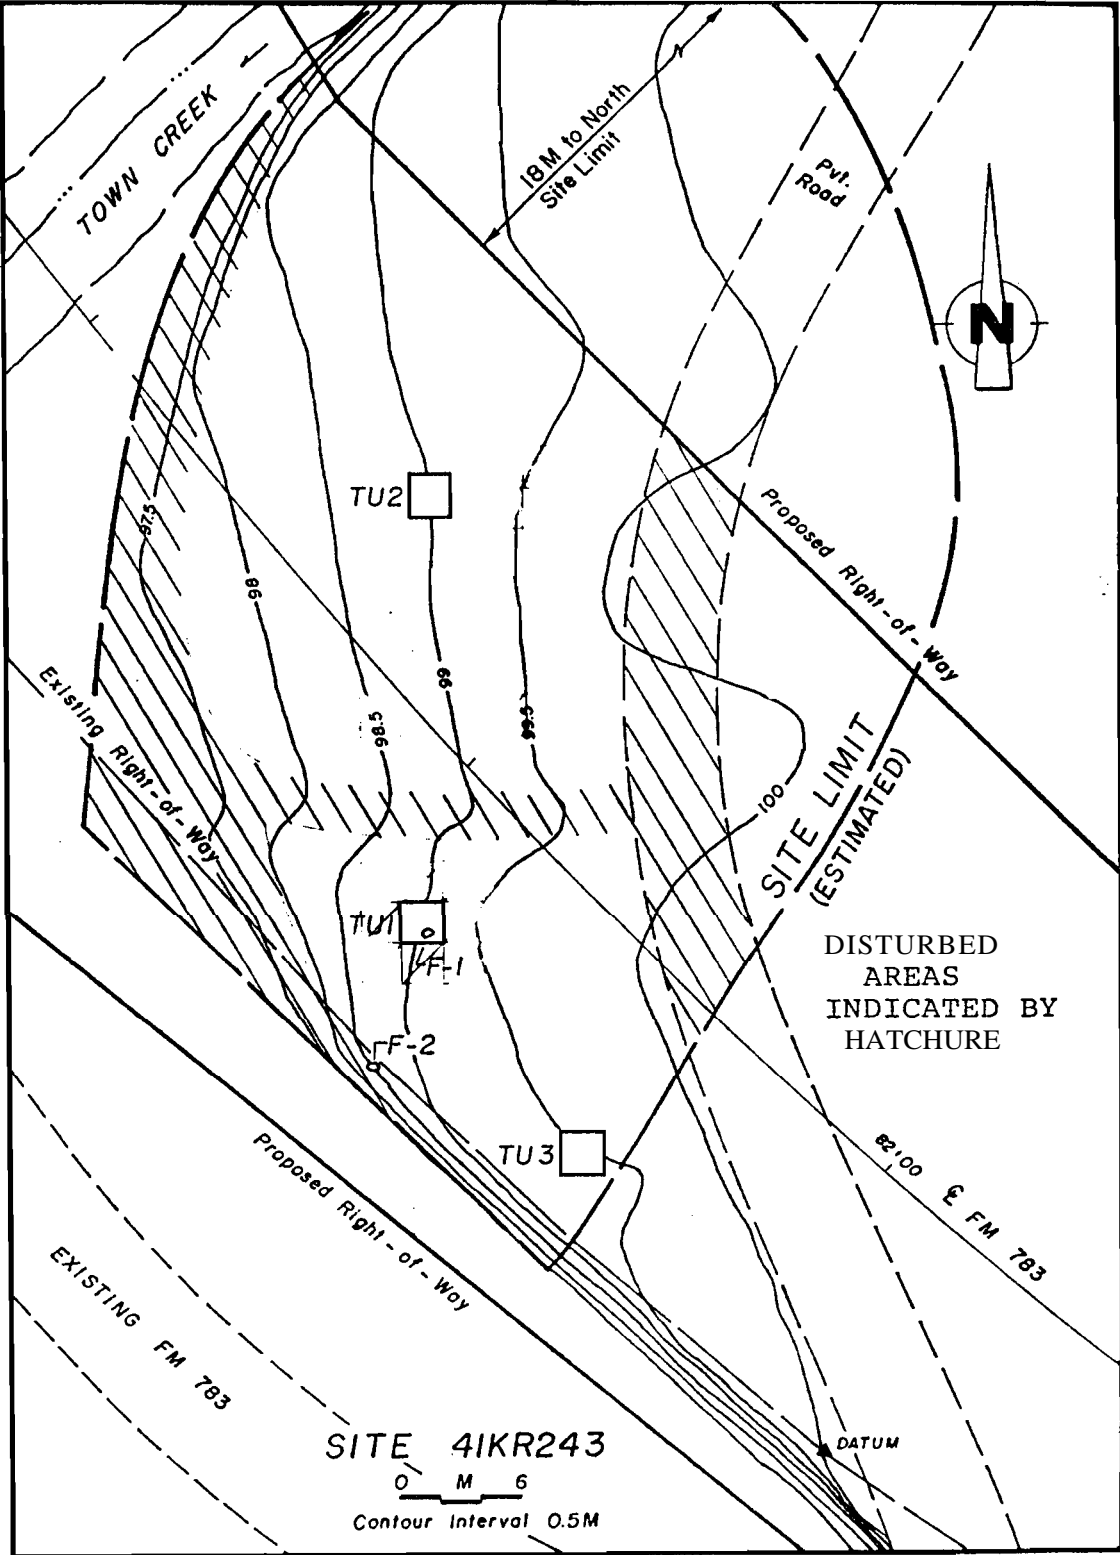 TOWN CREEK
18M to North
Site Limit
Pvt.
Road
N
TU2
97.5
98
98.5
99
99.5
100
Proposed Right-of-Way
Existing Right-of-Way
SITE LIMIT
(ESTIMATED)
TU1
F-1
F-2
DISTURBED
AREAS
INDICATED BY
HATCHURE
TU3
82+00
℄ FM 783
Proposed Right-of-Way
EXISTING FM 783
DATUM
SITE 41KR243
0 M 6
Contour Interval 0.5M